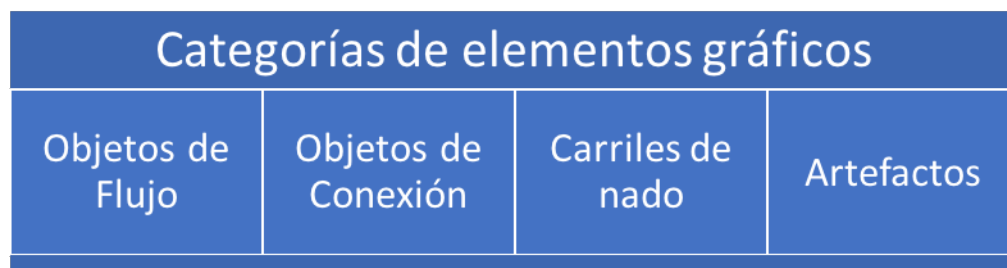 Categorías de elementos gráficos
Objetos de
Flujo
Objetos de
Conexión
Carriles de
nado
Artefactos